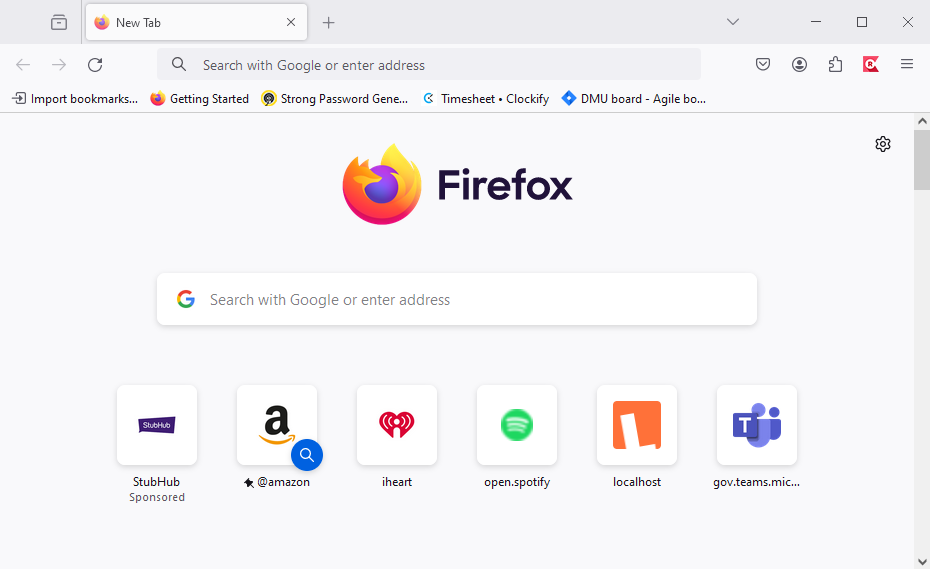 New Tab
Search with Google or enter address
Import bookmarks...
Getting Started
Strong Password Gene...
Timesheet • Clockify
DMU board - Agile bo...
Firefox
Search with Google or enter address
StubHub
a
T
StubHub
@amazon
iheart
open.spotify
localhost
gov.teams.mic...
Sponsored